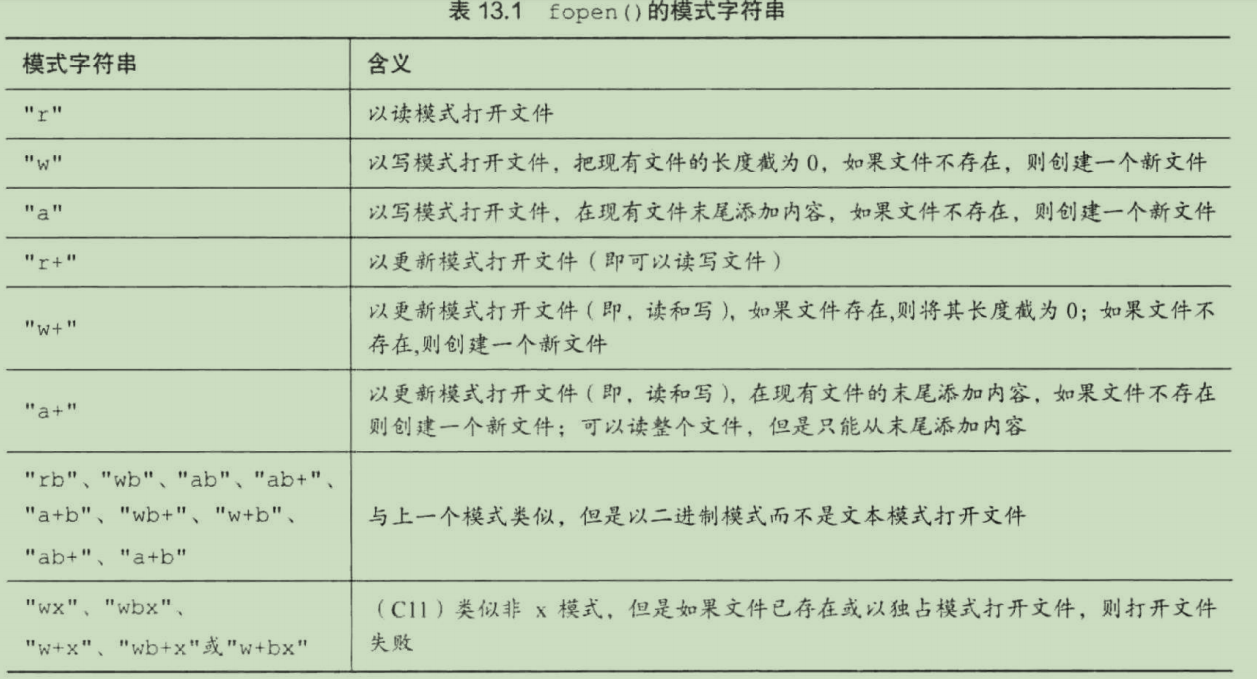 表 13.1 fopen()的模式字符串
模式字符串 含义
"r" 以读模式打开文件
"w" 以写模式打开文件，把现有文件的长度截为 0，如果文件不存在，则创建一个新文件
"a" 以写模式打开文件，在现有文件末尾添加内容，如果文件不存在，则创建一个新文件
"r+" 以更新模式打开文件（即可以读写文件）
"w+" 以更新模式打开文件（即，读和写），如果文件存在,则将其长度截为 0；如果文件不
存在,则创建一个新文件
"a+" 以更新模式打开文件（即，读和写），在现有文件的末尾添加内容，如果文件不存在
则创建一个新文件；可以读整个文件，但是只能从末尾添加内容
"rb"、"wb"、"ab"、"ab+"、
"a+b"、"wb+"、"w+b"、
"ab+"、"a+b"
与上一个模式类似，但是以二进制模式而不是文本模式打开文件
"wx"、"wbx"、
"w+x"、"wb+x"或"w+bx"
（C11）类似非 x 模式，但是如果文件已存在或以独占模式打开文件，则打开文件
失败